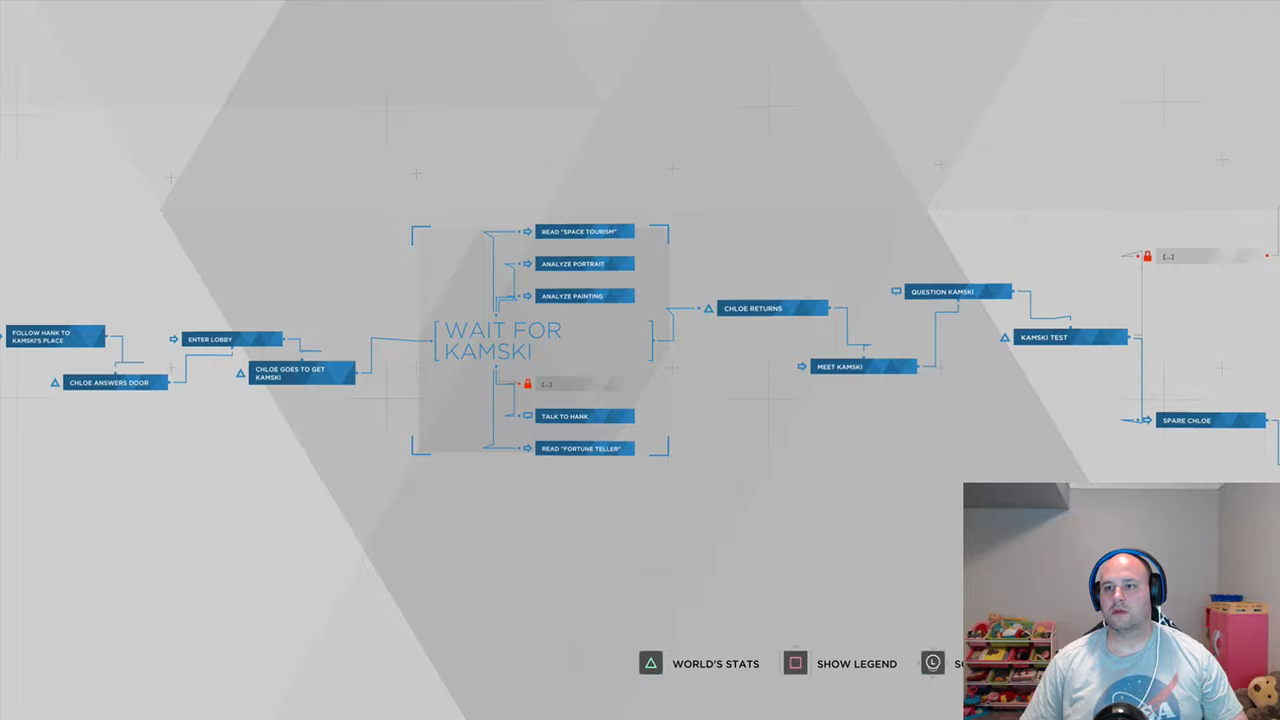 READ "SPACE TOURISM"
ANALYZE PORTRAIT
ANALYZE PAINTING
WAIT FOR
KAMSKI
[...]
TALK TO HANK
READ "FORTUNE TELLER"
FOLLOW HANK TO
KAMSKI'S PLACE
CHLOE ANSWERS DOOR
ENTER LOBBY
CHLOE GOES TO GET
KAMSKI
CHLOE RETURNS
MEET KAMSKI
QUESTION KAMSKI
KAMSKI TEST
[...]
SPARE CHLOE
WORLD'S STATS
SHOW LEGEND
L